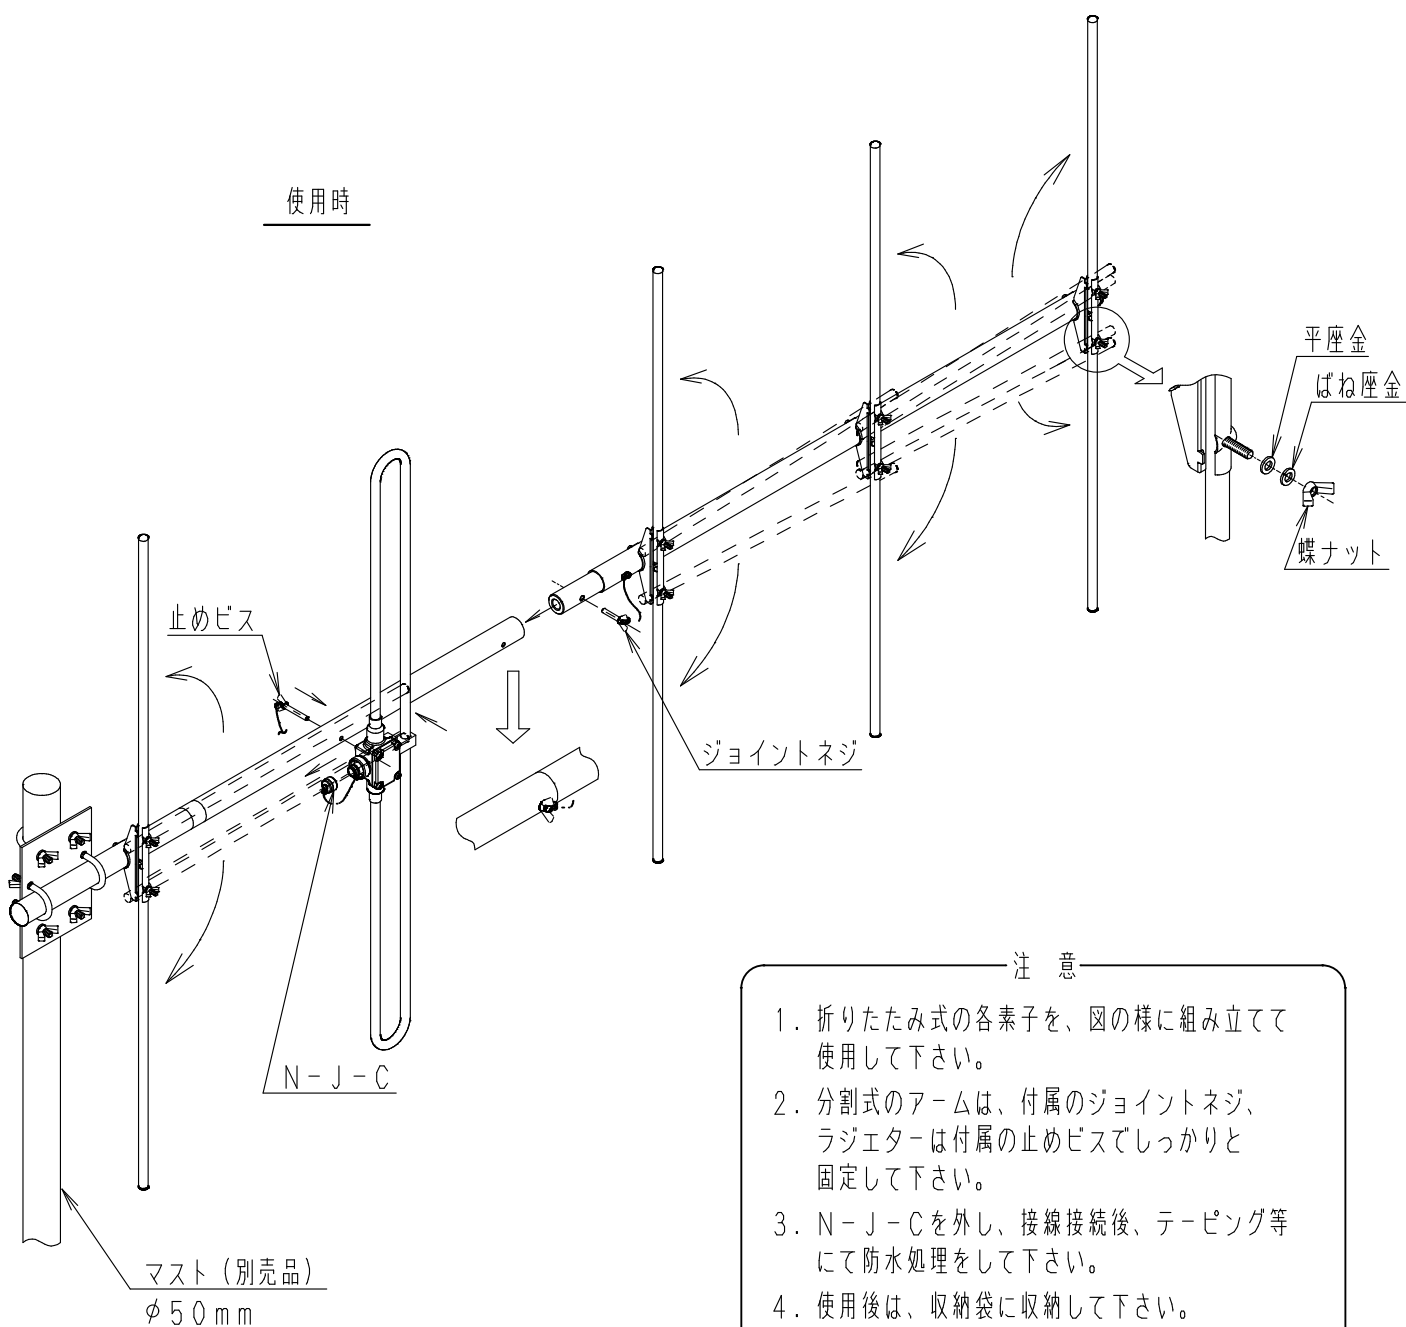 使用時
平座金
ばね座金
蝶ナット
止めビス
ジョイントネジ
N-J-C
マスト(別売品)
φ50mm
注 意
1. 折りたたみ式の各素子を、図の様に組み立てて
使用して下さい。
2. 分割式のアームは、付属のジョイントネジ、
ラジエターは付属の止めビスでしっかりと
固定して下さい。
3. N-J-Cを外し、接線接続後、テーピング等
にて防水処理をして下さい。
4. 使用後は、収納袋に収納して下さい。